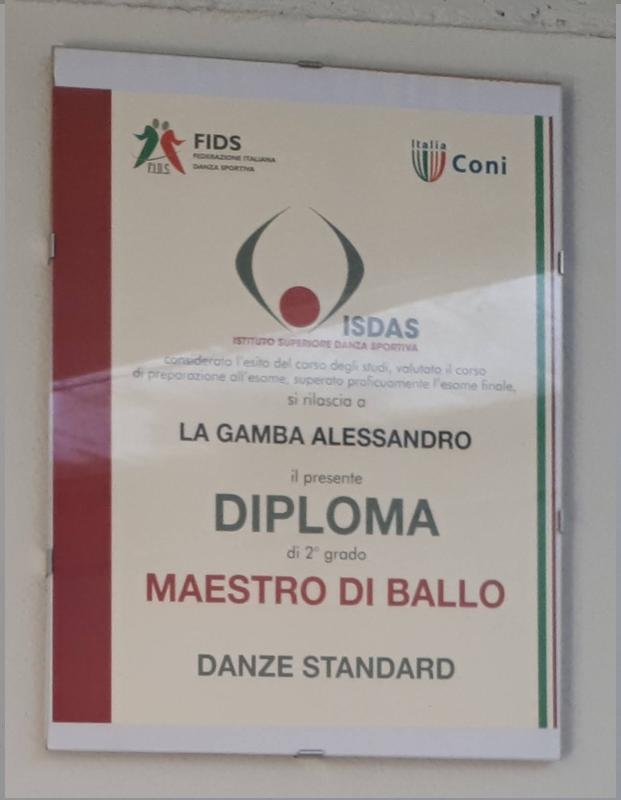 FIDS
FEDERAZIONE ITALIANA
DANZA SPORTIVA
FIDS
Italia
Coni
ISDAS
ISTITUTO SUPERIORE DANZA SPORTIVA
considerato l'esito del corso degli studi, valutato il corso
di preparazione all'esame, superato proficuamente l'esame finale,
si rilascia a
LA GAMBA ALESSANDRO
il presente
DIPLOMA
di 2° grado
MAESTRO DI BALLO
DANZE STANDARD